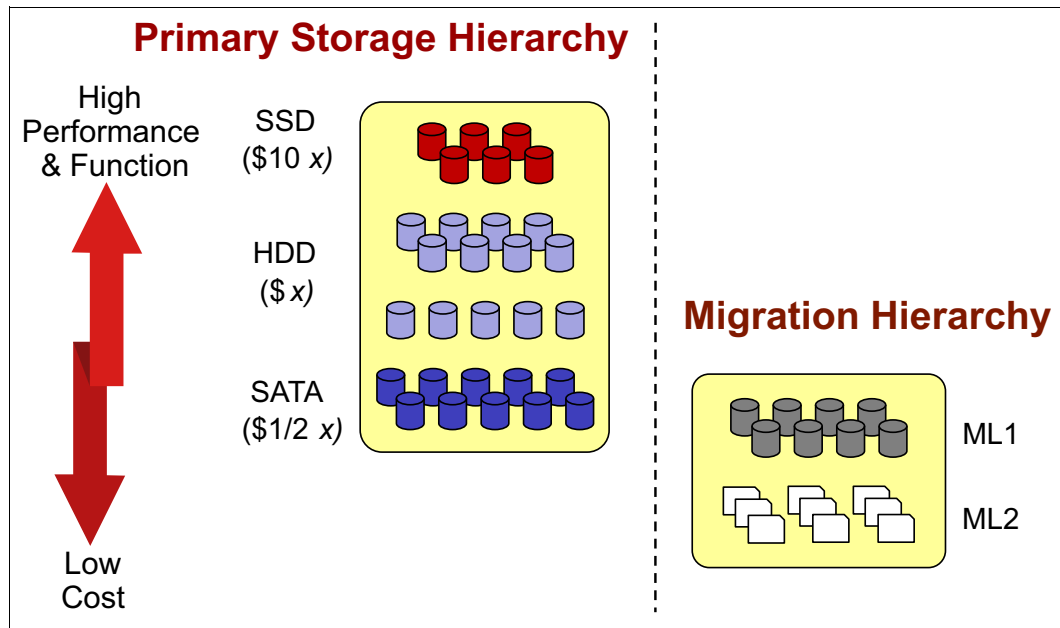 Primary Storage Hierarchy
High
Performance
& Function
SSD
($10 x)
HDD
($ x)
SATA
($1/2 x)
Low
Cost
Migration Hierarchy
ML1
ML2